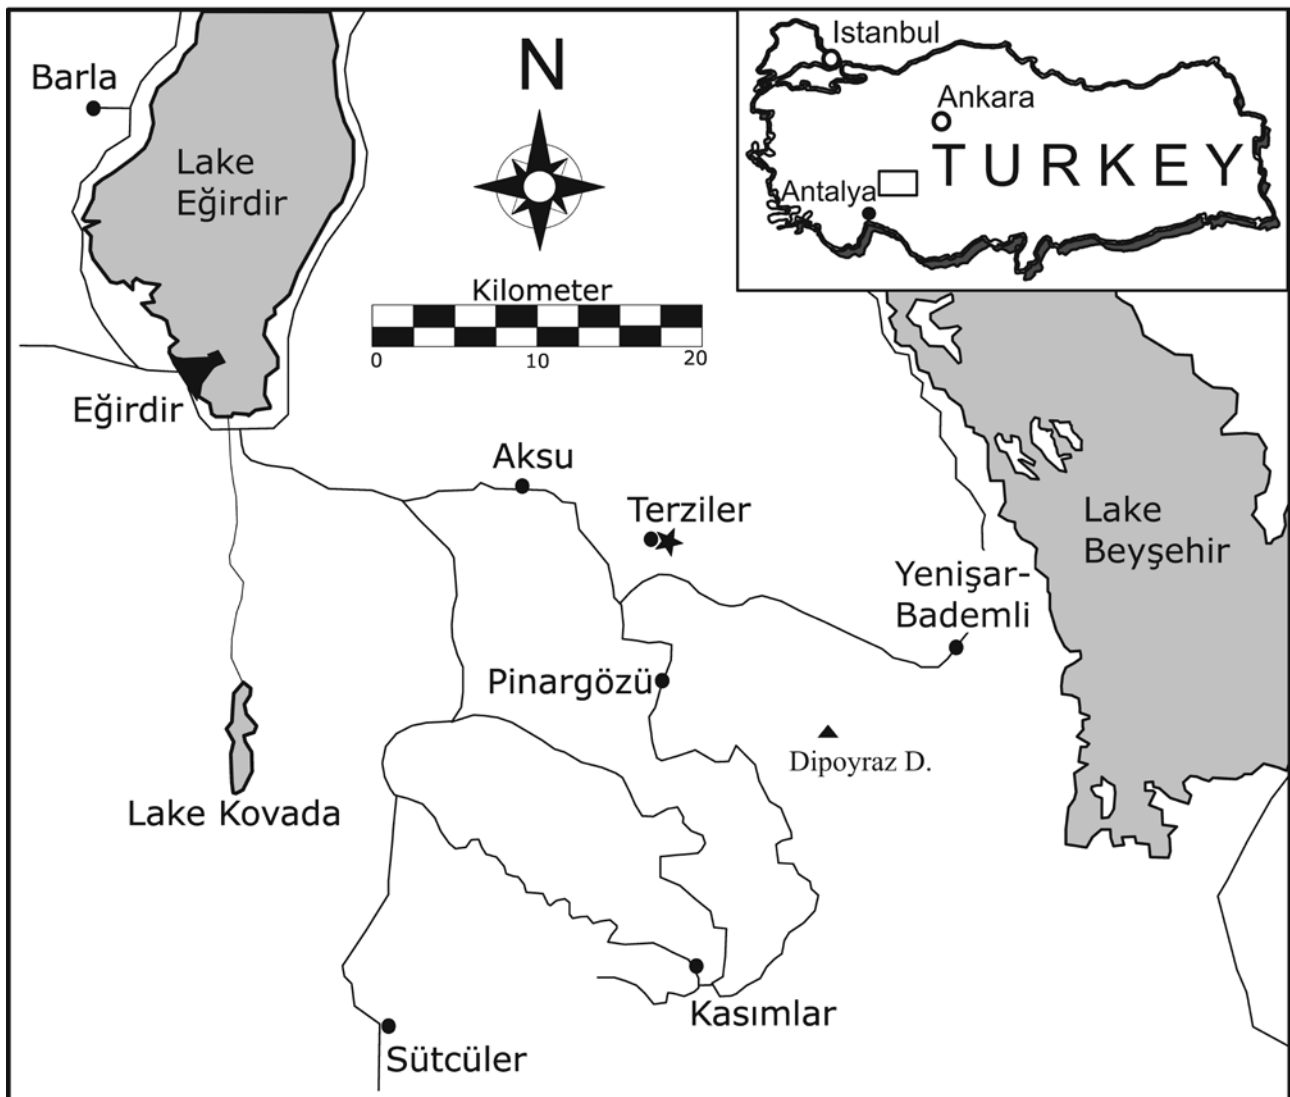 Barla
Lake
Eğirdir
N
Kilometer
0 10 20
Istanbul
Ankara
TURKEY
Antalya
Eğirdir
Aksu
Terziler
Lake
Beyşehir
Yenişar-
Bademli
Pinargözü
Dipoyraz D.
Lake Kovada
Kasımlar
Sütcüler